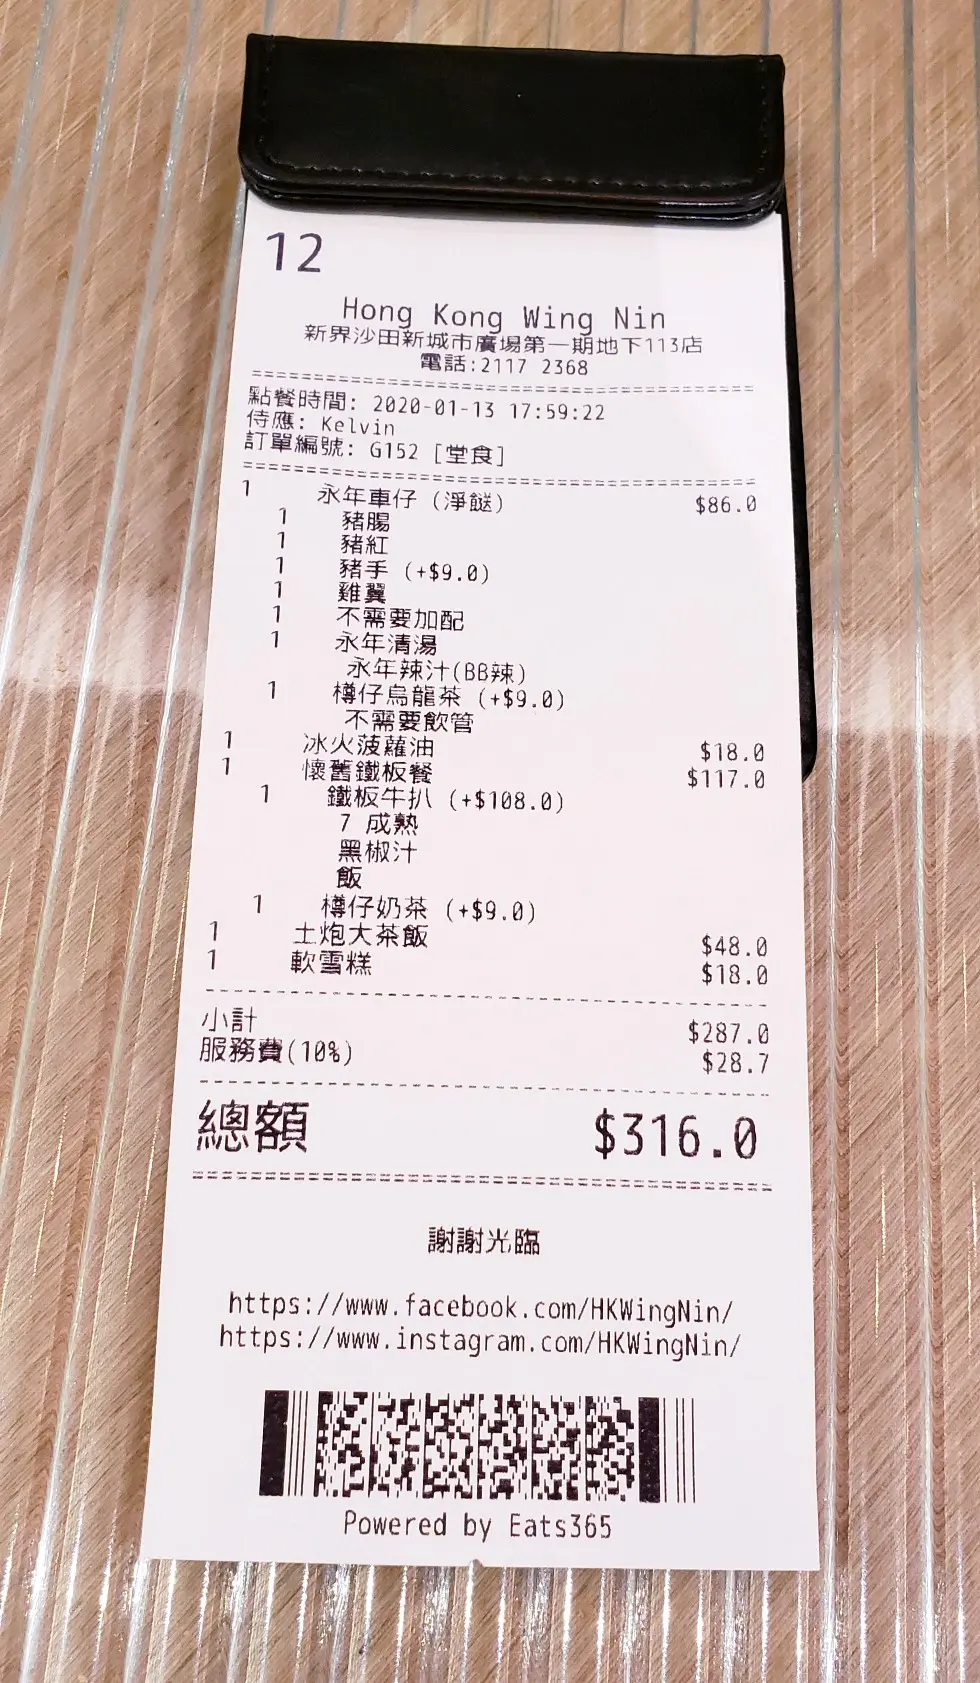 12
Hong Kong Wing Nin
新界沙田新城市廣場第一期地下113店
電話:2117 2368
點餐時間: 2020-01-13 17:59:22
侍應: Kelvin
訂單編號: G152 [堂食]
1 永年車仔 (淨餸) $86.0
1 豬腸
1 豬紅
1 豬手 (+$9.0)
1 雞翼
1 不需要加配
1 永年清湯
永年辣汁(BB辣)
1 樽仔烏龍茶 (+$9.0)
不需要飲管
1 冰火菠蘿油 $18.0
1 懷舊鐵板餐 $117.0
1 鐵板牛扒 (+$108.0)
7 成熟
黑椒汁
飯
1 樽仔奶茶 (+$9.0)
1 土炮大茶飯 $48.0
1 軟雪糕 $18.0
小計 $287.0
服務費(10%) $28.7
總額 $316.0
謝謝光臨
https://www.facebook.com/HKWingNin/
https://www.instagram.com/HKWingNin/
Powered by Eats365